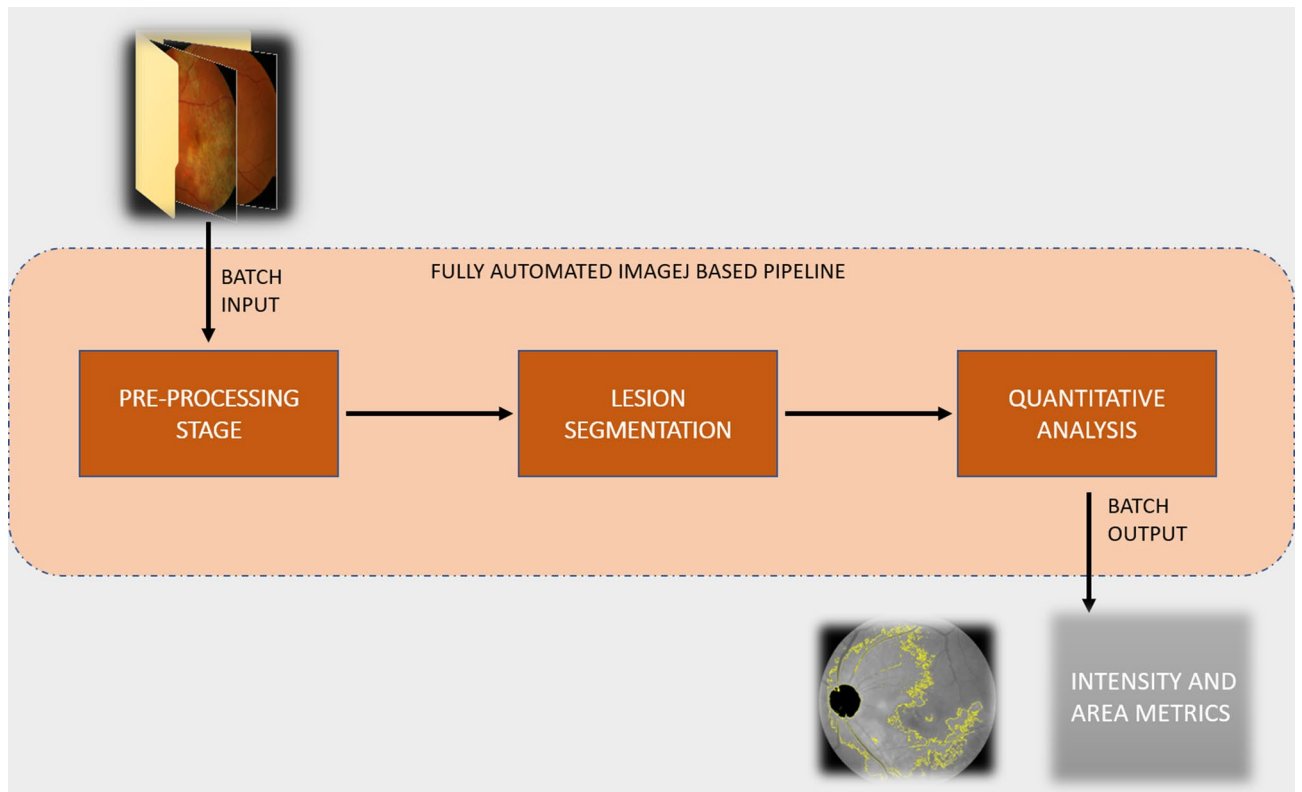 FULLY AUTOMATED IMAGEJ BASED PIPELINE
BATCH
INPUT
PRE-PROCESSING
STAGE
LESION
SEGMENTATION
QUANTITATIVE
ANALYSIS
BATCH
OUTPUT
INTENSITY AND
AREA METRICS